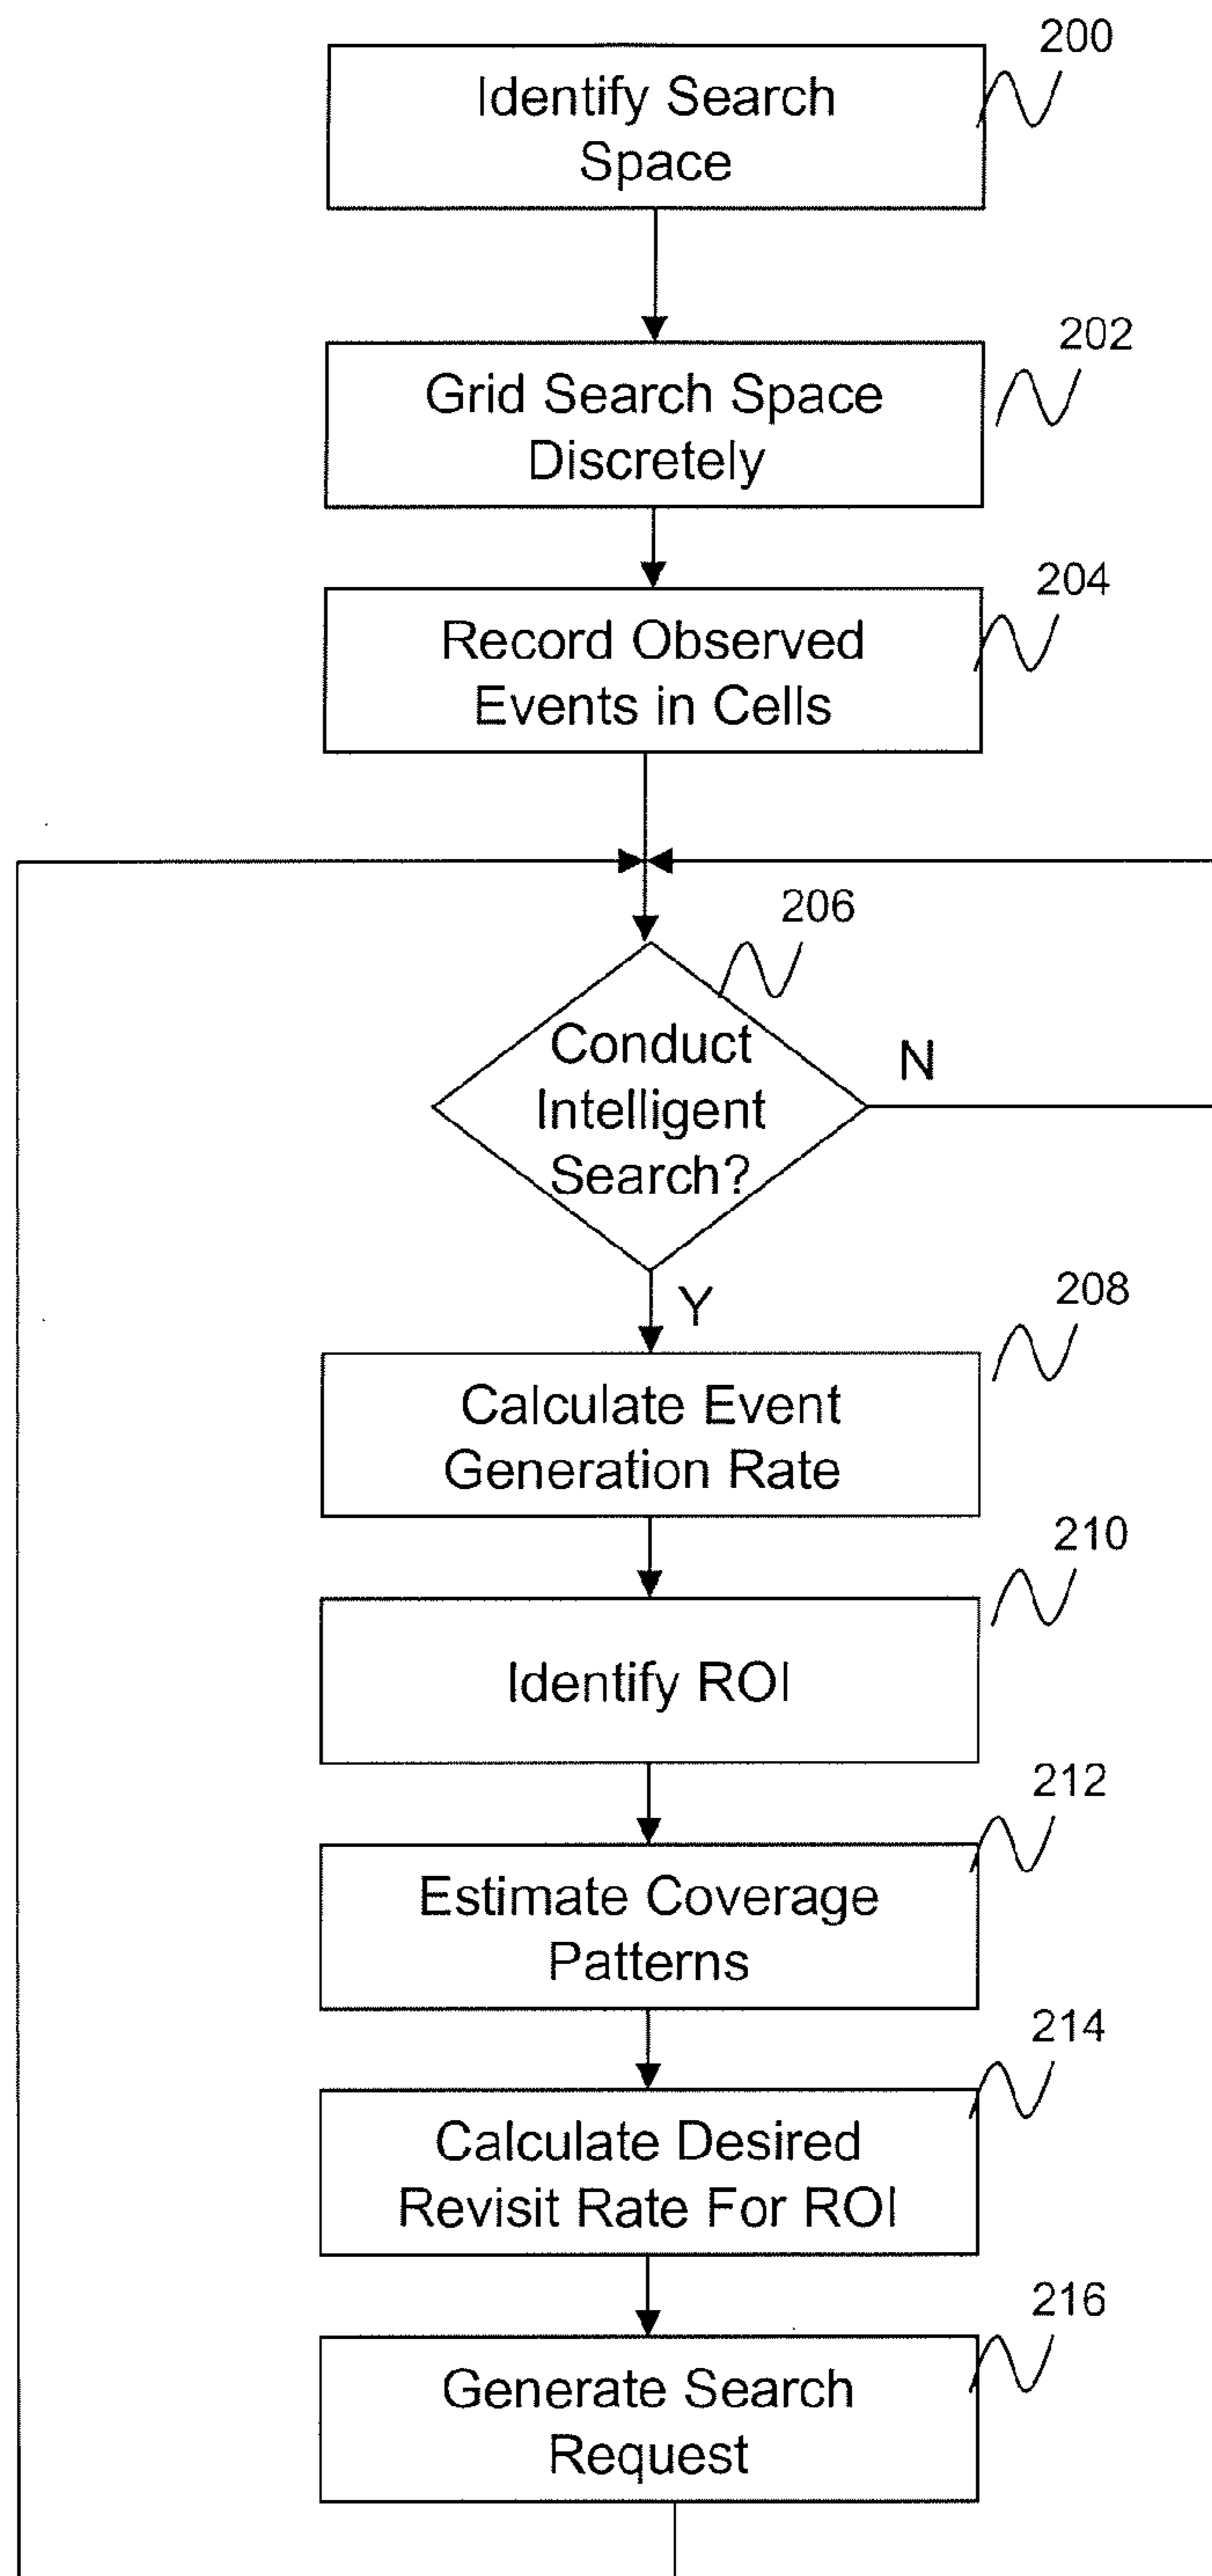 200
Identify Search
Space
202
Grid Search Space
Discretely
204
Record Observed
Events in Cells
206
Conduct
Intelligent
Search?
N
Y
208
Calculate Event
Generation Rate
210
Identify ROI
212
Estimate Coverage
Patterns
214
Calculate Desired
Revisit Rate For ROI
216
Generate Search
Request